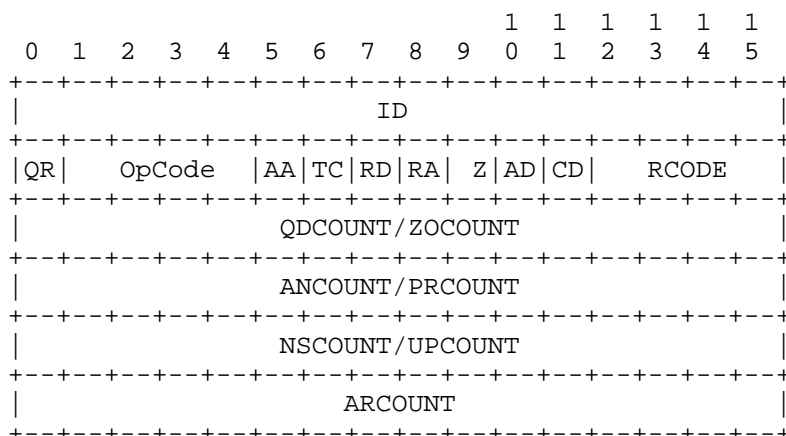 1  1  1  1  1  1
  0  1  2  3  4  5  6  7  8  9  0  1  2  3  4  5
+--+--+--+--+--+--+--+--+--+--+--+--+--+--+--+--+
|                      ID                       |
+--+--+--+--+--+--+--+--+--+--+--+--+--+--+--+--+
|QR|   OpCode  |AA|TC|RD|RA| Z|AD|CD|   RCODE   |
+--+--+--+--+--+--+--+--+--+--+--+--+--+--+--+--+
|                QDCOUNT/ZOCOUNT                |
+--+--+--+--+--+--+--+--+--+--+--+--+--+--+--+--+
|                ANCOUNT/PRCOUNT                |
+--+--+--+--+--+--+--+--+--+--+--+--+--+--+--+--+
|                NSCOUNT/UPCOUNT                |
+--+--+--+--+--+--+--+--+--+--+--+--+--+--+--+--+
|                    ARCOUNT                    |
+--+--+--+--+--+--+--+--+--+--+--+--+--+--+--+--+